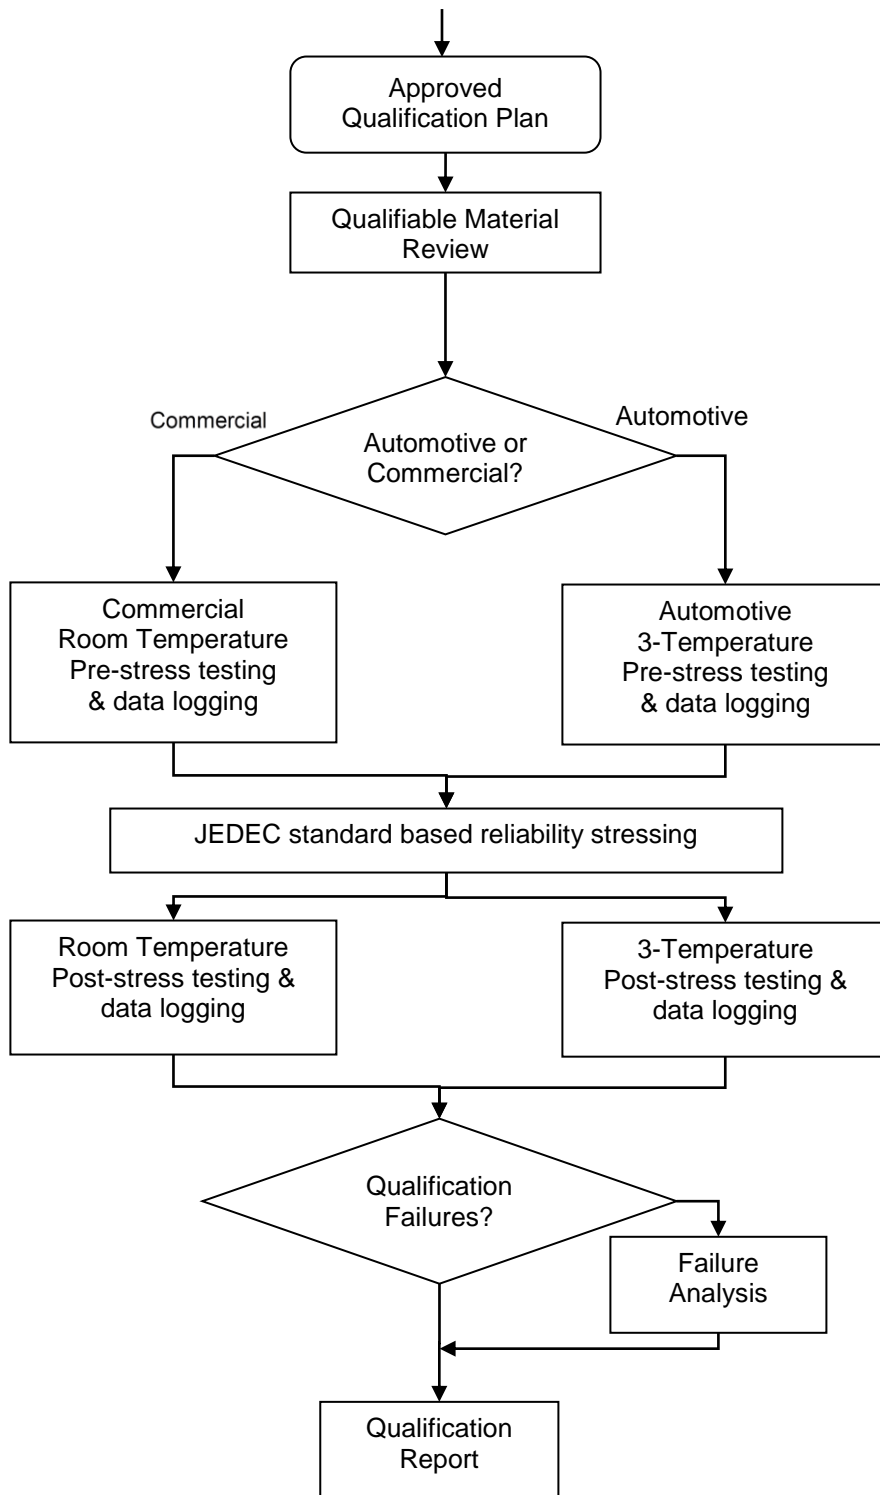 Approved
Qualification Plan
Qualifiable Material
Review
Commercial
Automotive
Automotive or
Commercial?
Commercial
Room Temperature
Pre-stress testing
& data logging
Automotive
3-Temperature
Pre-stress testing
& data logging
JEDEC standard based reliability stressing
Room Temperature
Post-stress testing &
data logging
3-Temperature
Post-stress testing &
data logging
Qualification
Failures?
Failure
Analysis
Qualification
Report